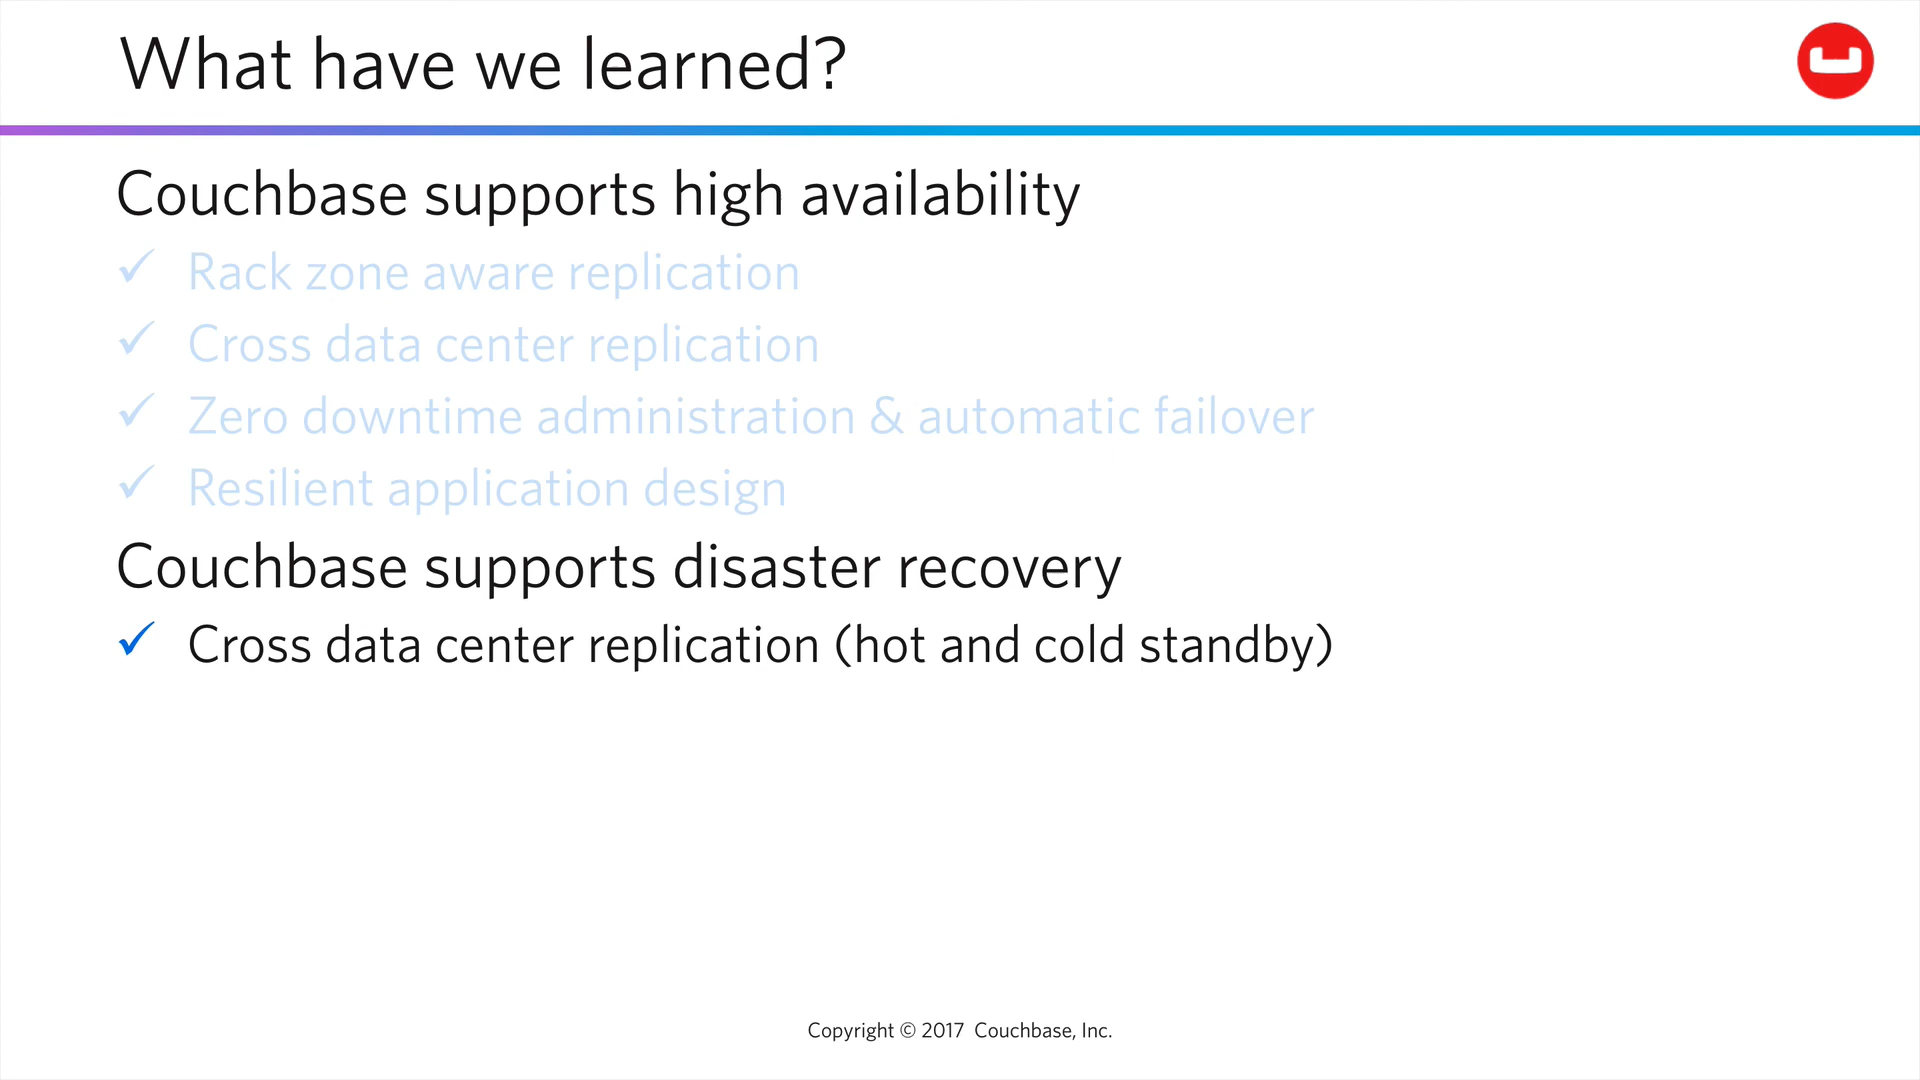 What have we learned?
Couchbase supports high availability
✓ Rack zone aware replication
✓ Cross data center replication
✓ Zero downtime administration & automatic failover
✓ Resilient application design
Couchbase supports disaster recovery
✓ Cross data center replication (hot and cold standby)
Copyright © 2017 Couchbase, Inc.